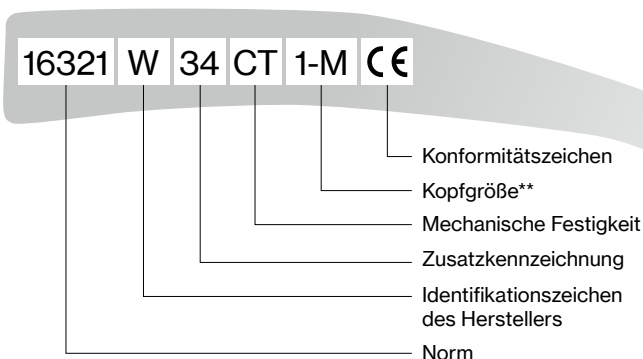 16321 W 34 CT 1-M CE
Konformitätszeichen
Kopfgröße**
Mechanische Festigkeit
Zusatzkennzeichnung
Identifikationszeichen
des Herstellers
Norm